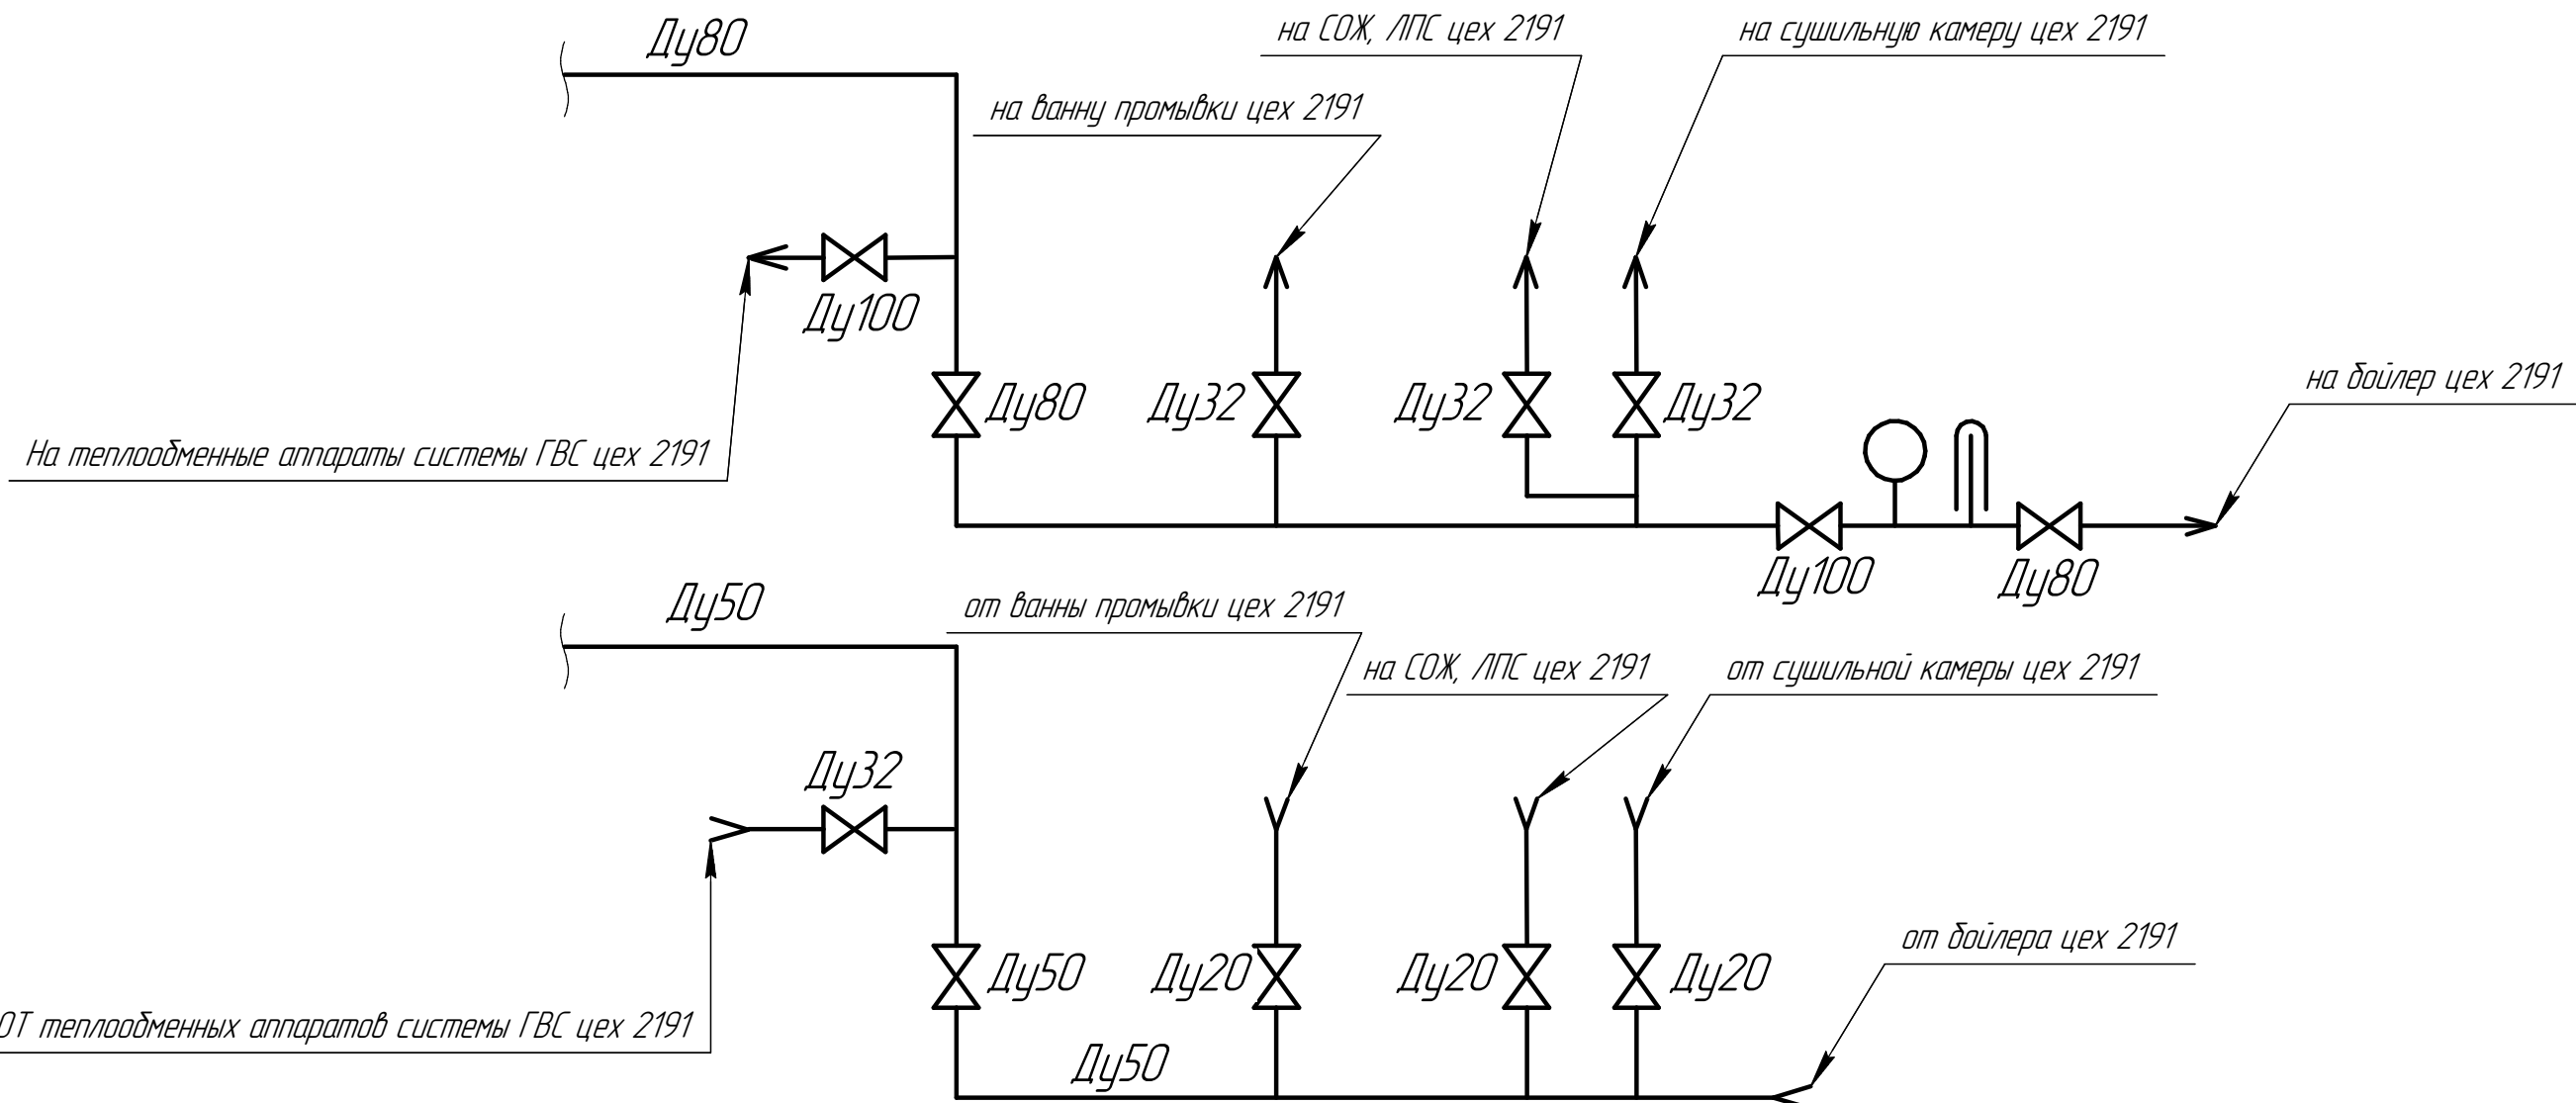 Ду80
на СОЖ, ЛПС цех 2191
на сушильную камеру цех 2191
на ванну промывки цех 2191
Ду100
Ду80
Ду32
Ду32
Ду32
на бойлер цех 2191
На теплообменные аппараты системы ГВС цех 2191
Ду100
Ду80
Ду50
от ванны промывки цех 2191
на СОЖ, ЛПС цех 2191
от сушильной камеры цех 2191
Ду32
Ду50
Ду20
Ду20
Ду20
от бойлера цех 2191
ОТ теплообменных аппаратов системы ГВС цех 2191
Ду50